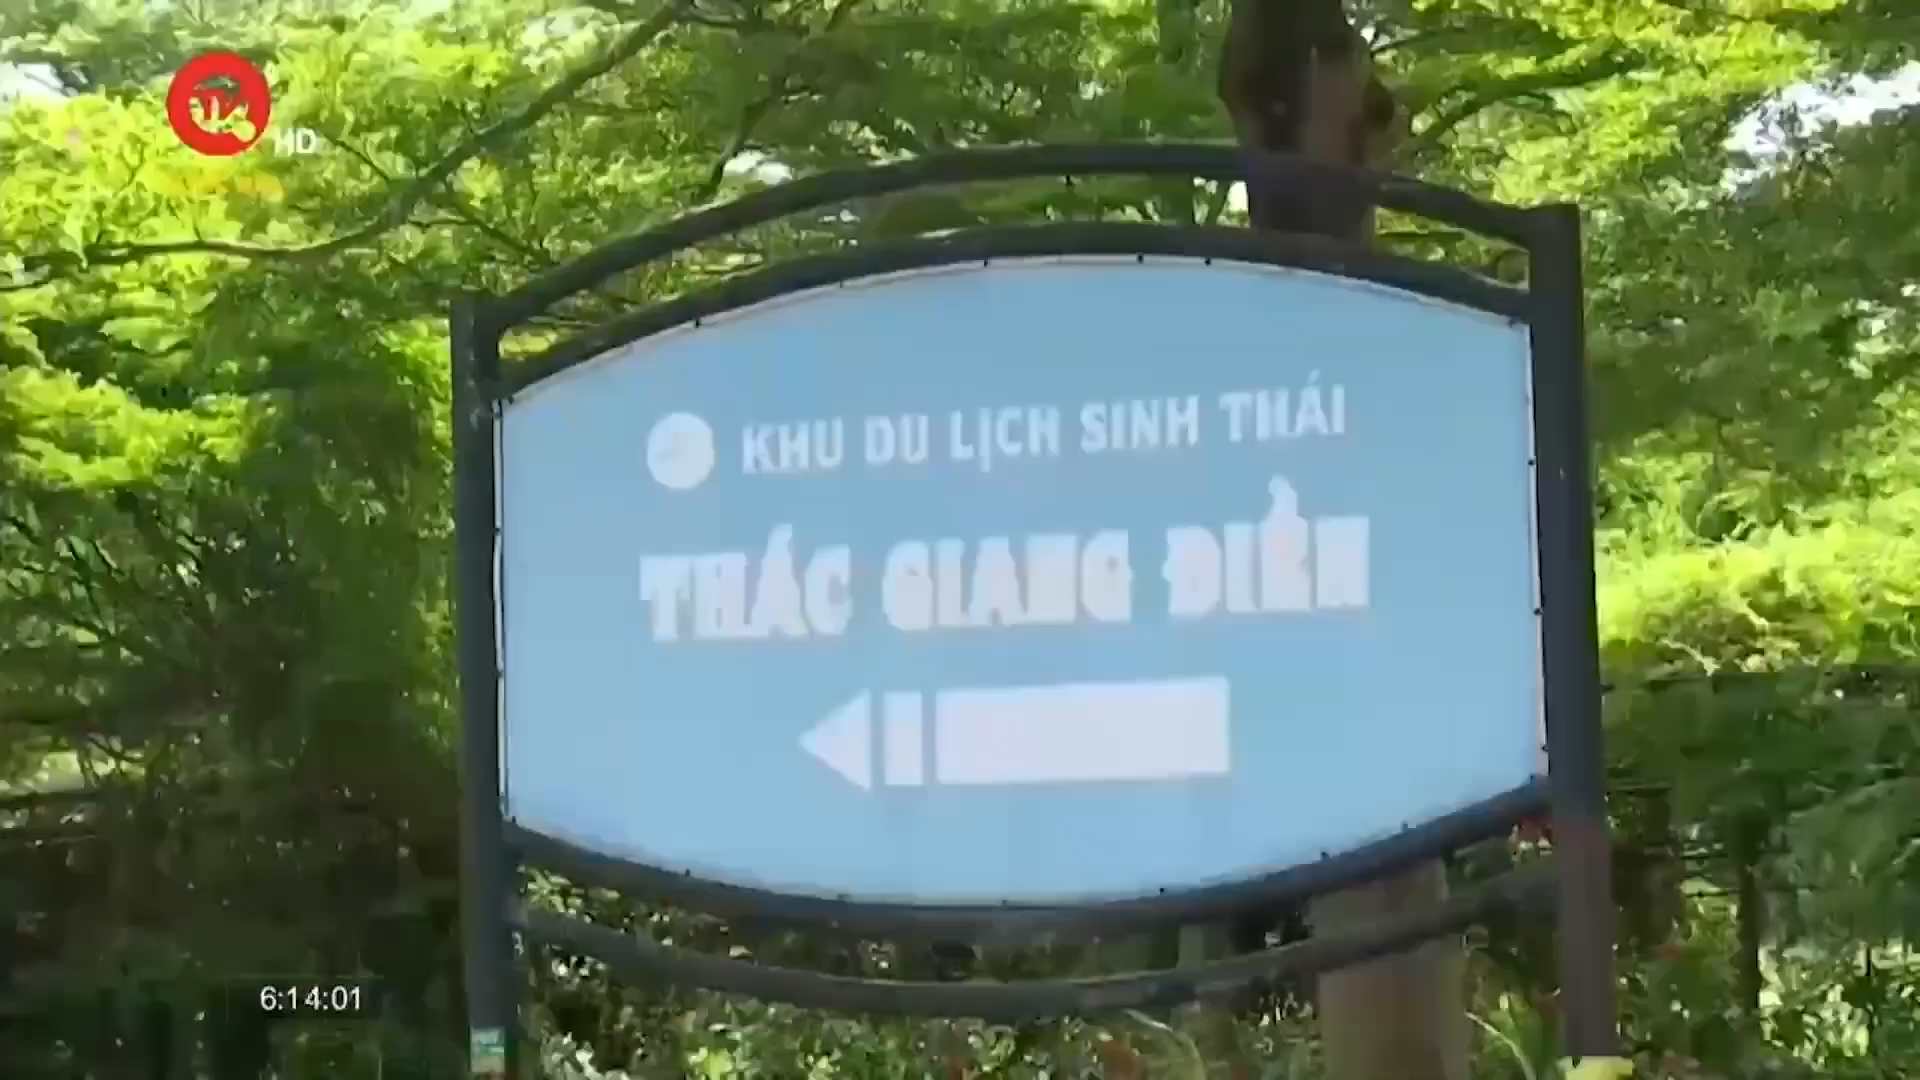 HD
KHU DU LỊCH SINH THÁI
THÁC GIANG ĐIỀN
6:14:01